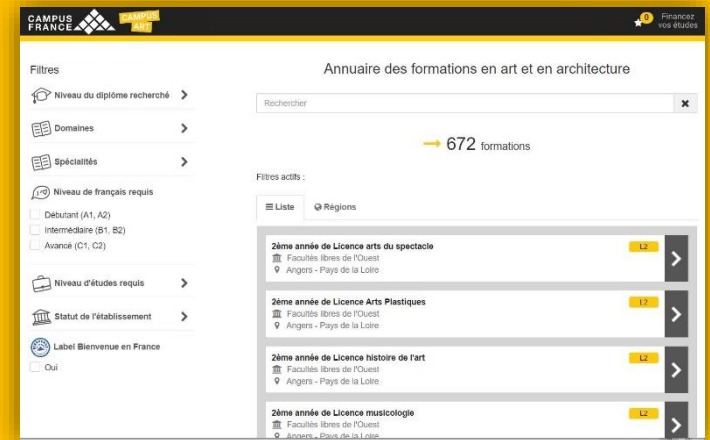 CAMPUS FRANCE
CAMPUS ART
0
Financez vos études
Filtres
Niveau du diplôme recherché
Domaines
Spécialités
Niveau de français requis
Débutant (A1, A2)
Intermédiaire (B1, B2)
Avancé (C1, C2)
Niveau d'études requis
Statut de l'établissement
Label Bienvenue en France
Oui
Annuaire des formations en art et en architecture
Rechercher
672 formations
Filtres actifs :
Liste
Régions
2ème année de Licence arts du spectacle
L2
Facultés libres de l'Ouest
Angers - Pays de la Loire
2ème année de Licence Arts Plastiques
L2
Facultés libres de l'Ouest
Angers - Pays de la Loire
2ème année de Licence histoire de l'art
L2
Facultés libres de l'Ouest
Angers - Pays de la Loire
2ème année de Licence musicologie
L2
Facultés libres de l'Ouest
Angers - Pays de la Loire